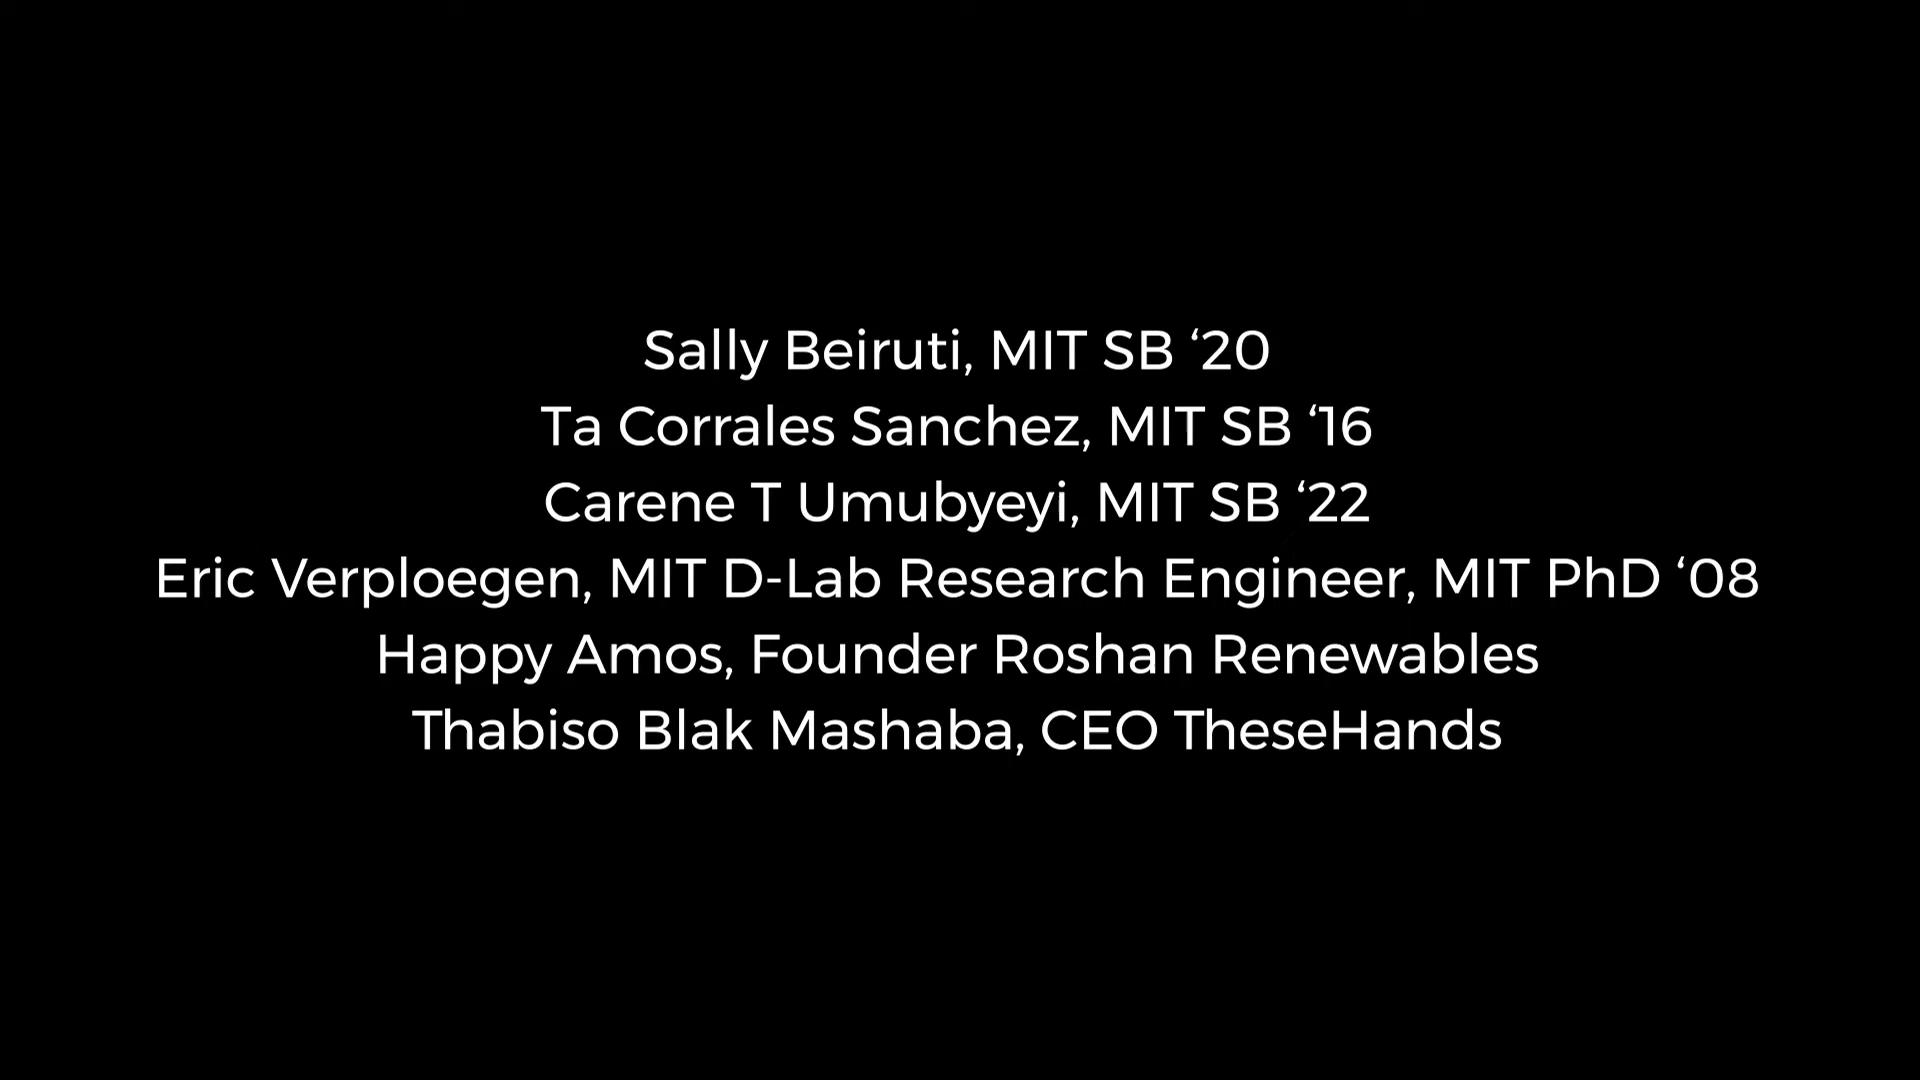 Sally Beiruti, MIT SB ‘20
Ta Corrales Sanchez, MIT SB ‘16
Carene T Umubyeyi, MIT SB ‘22
Eric Verploegen, MIT D-Lab Research Engineer, MIT PhD ‘08
Happy Amos, Founder Roshan Renewables
Thabiso Blak Mashaba, CEO TheseHands